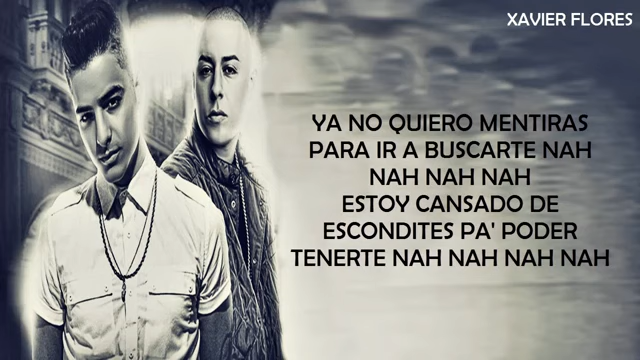 XAVIER FLORES
YA NO QUIERO MENTIRAS
PARA IR A BUSCARTE NAH
NAH NAH NAH
ESTOY CANSADO DE
ESCONDITES PA' PODER
TENERTE NAH NAH NAH NAH